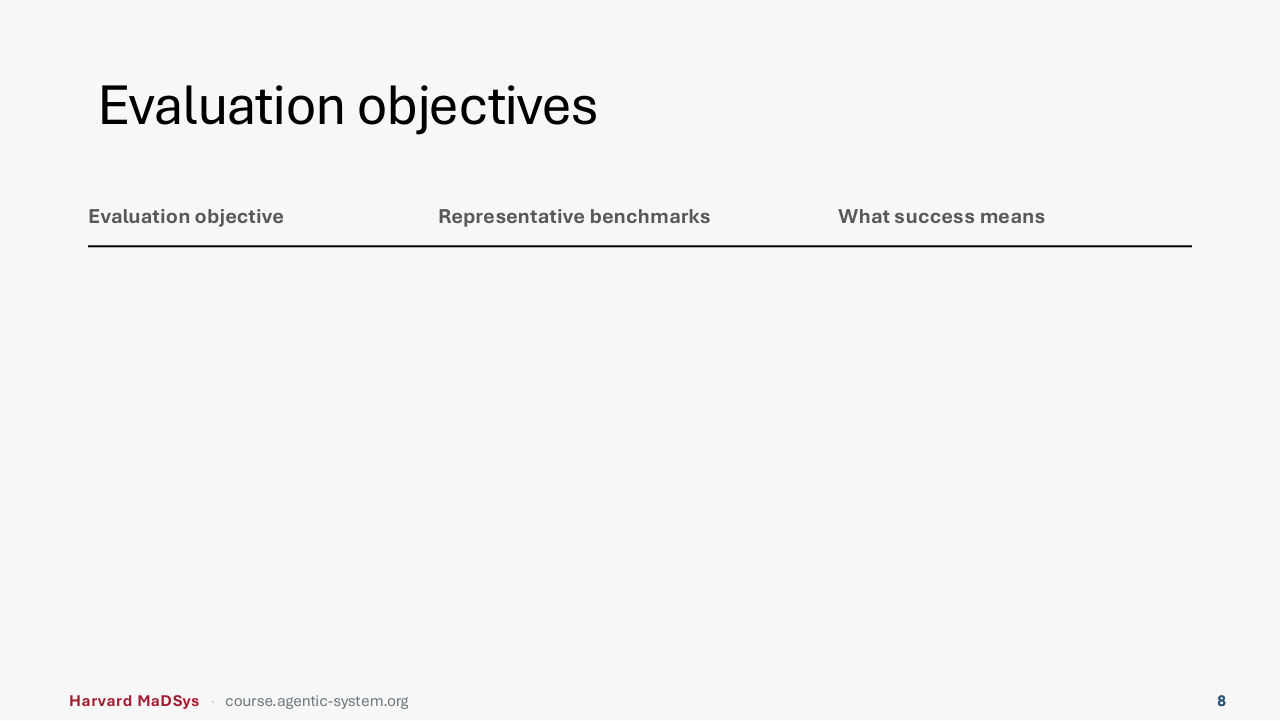 Evaluation objectives
Evaluation objective Representative benchmarks What success means
Harvard MaDSys · course.agentic-system.org 8